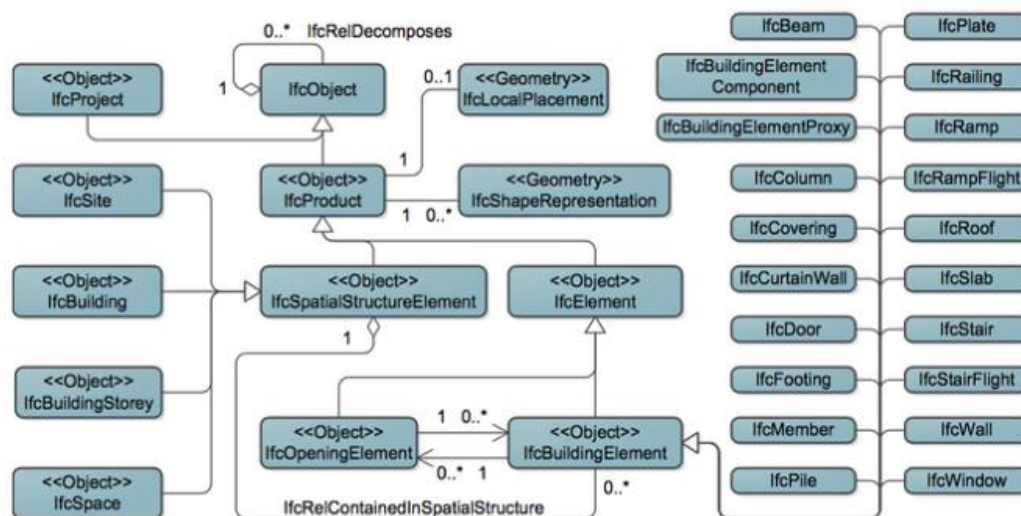 0..* IfcRelDecomposes
<<Object>>
IfcProject
1
IfcObject
0..1
<<Geometry>>
IfcLocalPlacement
<<Object>>
IfcSite
1
<<Object>>
IfcProduct
1 0..*
<<Geometry>>
IfcShapeRepresentation
<<Object>>
IfcBuilding
<<Object>>
IfcSpatialStructureElement
<<Object>>
IfcElement
1
<<Object>>
IfcBuildingStorey
<<Object>>
IfcOpeningElement
1 0..*
0..* 1
<<Object>>
IfcBuildingElement
0..*
<<Object>>
IfcSpace
IfcRelContainedInSpatialStructure
IfcBeam
IfcPlate
IfcBuildingElement
Component
IfcRailing
IfcBuildingElementProxy
IfcRamp
IfcColumn
IfcRampFlight
IfcCovering
IfcRoof
IfcCurtainWall
IfcSlab
IfcDoor
IfcStair
IfcFooting
IfcStairFlight
IfcMember
IfcWall
IfcPile
IfcWindow